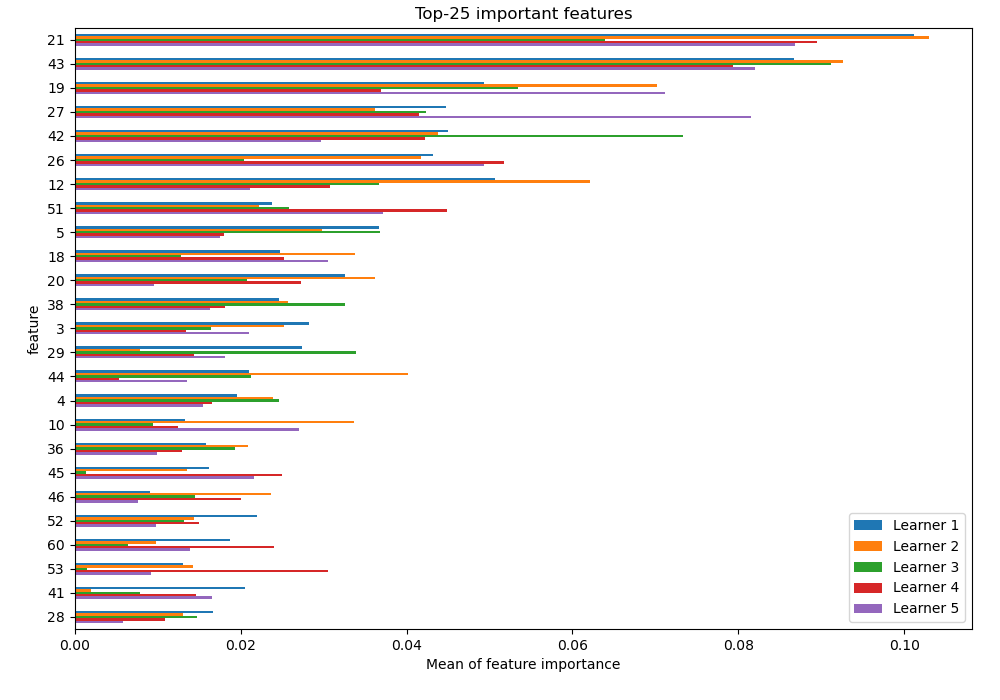 Top-25 important features
feature
21
43
19
27
42
26
12
51
5
18
20
38
3
29
44
4
10
36
45
46
52
60
53
41
28
0.00 0.02 0.04 0.06 0.08 0.10
Mean of feature importance
Learner 1
Learner 2
Learner 3
Learner 4
Learner 5